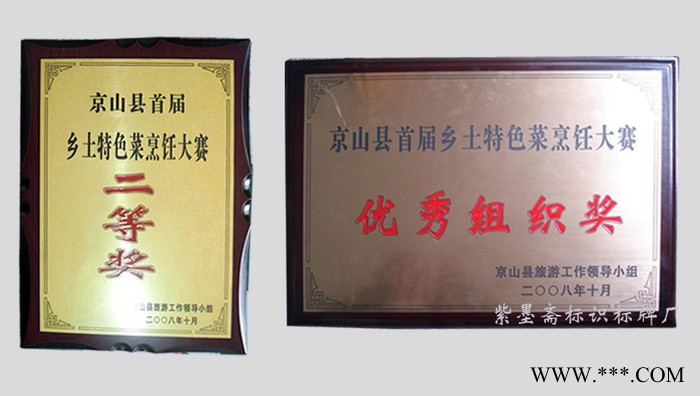 京山县首届
乡土特色菜烹饪大赛
二等奖
京山县旅游工作领导小组
二〇〇八年十月
京山县首届乡土特色菜烹饪大赛
优秀组织奖
京山县旅游工作领导小组
二〇〇八年十月
紫墨斋标识标牌厂
WWW.***.COM